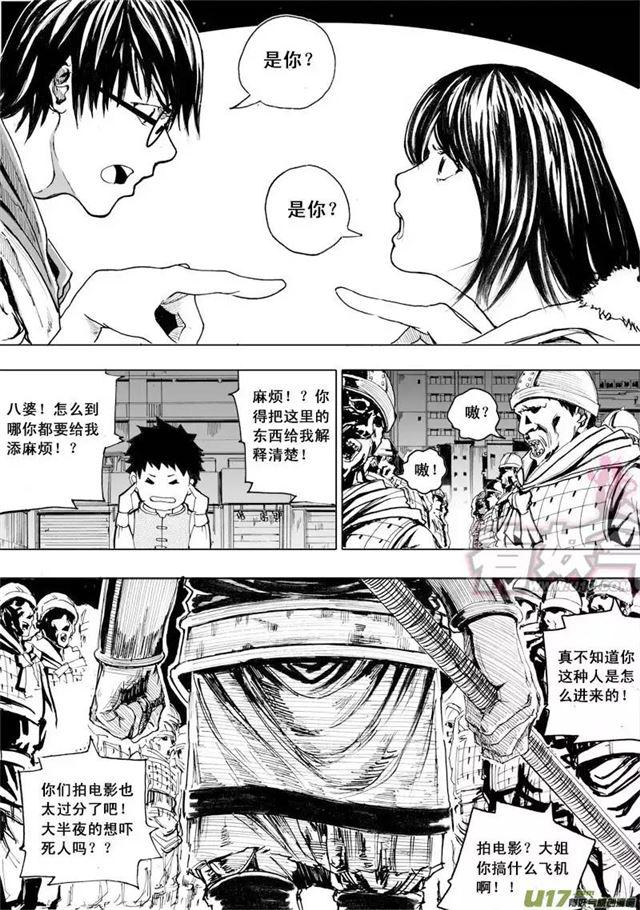 是你？
是你？
八婆！怎么到
哪你都要给我
添麻烦！？
麻烦！？你
得把这里的
东西给我解
释清楚！
嗷？
嗷！
真不知道你
这种人是怎
么进来的！
你们拍电影也
太过分了吧！
大半夜的想吓
死人吗？？
拍电影？大姐
你搞什么飞机
啊！！
U17